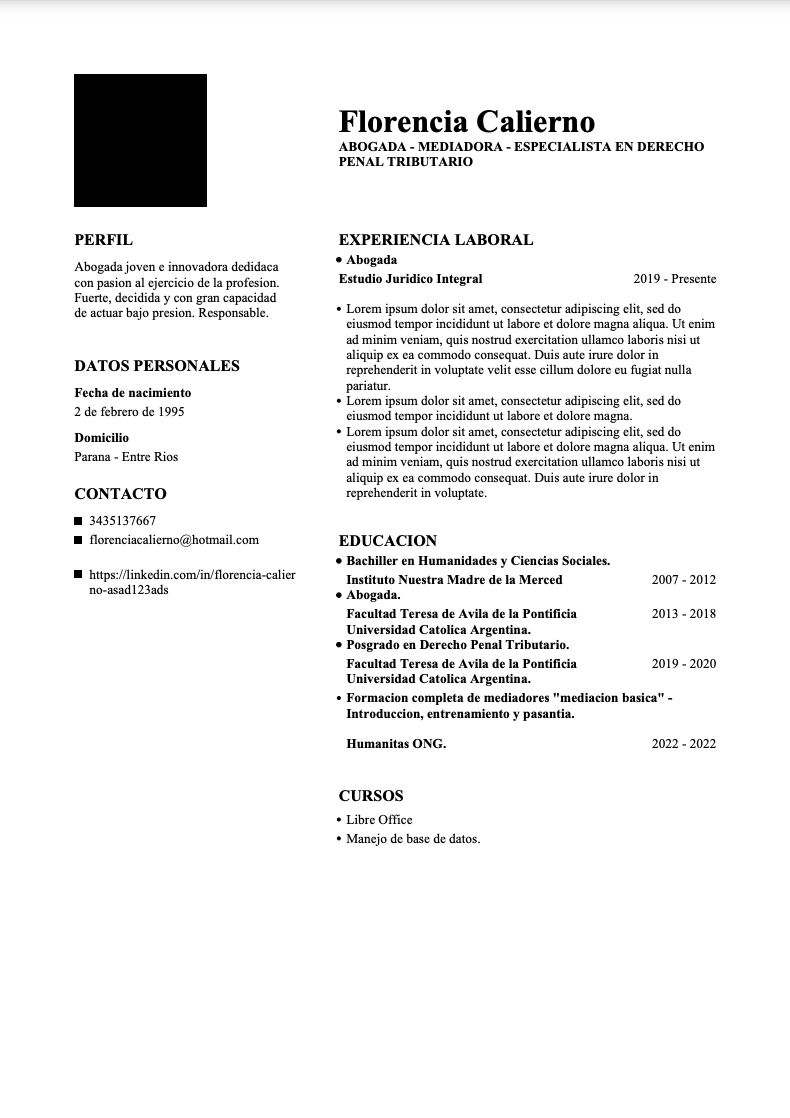 Florencia Calierno
ABOGADA - MEDIADORA - ESPECIALISTA EN DERECHO
PENAL TRIBUTARIO
PERFIL
Abogada joven e innovadora dedidaca
con pasion al ejercicio de la profesion.
Fuerte, decidida y con gran capacidad
de actuar bajo presion. Responsable.
DATOS PERSONALES
Fecha de nacimiento
2 de febrero de 1995
Domicilio
Parana - Entre Rios
CONTACTO
3435137667
florenciacalierno@hotmail.com
https://linkedin.com/in/florencia-calier
no-asad123ads
EXPERIENCIA LABORAL
• Abogada
Estudio Juridico Integral 2019 - Presente
• Lorem ipsum dolor sit amet, consectetur adipiscing elit, sed do
eiusmod tempor incididunt ut labore et dolore magna aliqua. Ut enim
ad minim veniam, quis nostrud exercitation ullamco laboris nisi ut
aliquip ex ea commodo consequat. Duis aute irure dolor in
reprehenderit in voluptate velit esse cillum dolore eu fugiat nulla
pariatur.
• Lorem ipsum dolor sit amet, consectetur adipiscing elit, sed do
eiusmod tempor incididunt ut labore et dolore magna.
• Lorem ipsum dolor sit amet, consectetur adipiscing elit, sed do
eiusmod tempor incididunt ut labore et dolore magna aliqua. Ut enim
ad minim veniam, quis nostrud exercitation ullamco laboris nisi ut
aliquip ex ea commodo consequat. Duis aute irure dolor in
reprehenderit in voluptate.
EDUCACION
• Bachiller en Humanidades y Ciencias Sociales.
Instituto Nuestra Madre de la Merced 2007 - 2012
• Abogada.
Facultad Teresa de Avila de la Pontificia 2013 - 2018
Universidad Catolica Argentina.
• Posgrado en Derecho Penal Tributario.
Facultad Teresa de Avila de la Pontificia 2019 - 2020
Universidad Catolica Argentina.
• Formacion completa de mediadores "mediacion basica" -
Introduccion, entrenamiento y pasantia.
Humanitas ONG. 2022 - 2022
CURSOS
• Libre Office
• Manejo de base de datos.